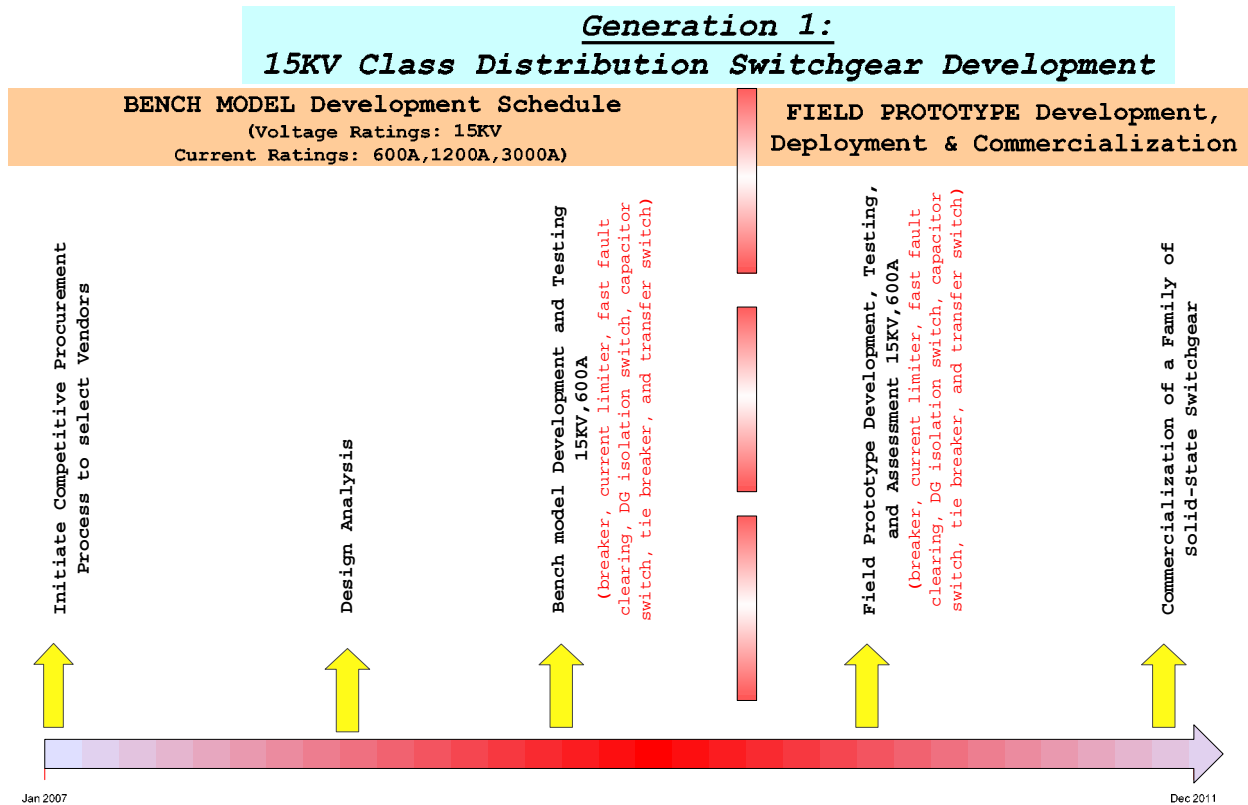 Generation 1:
15KV Class Distribution Switchgear Development
BENCH MODEL Development Schedule
(Voltage Ratings: 15KV
Current Ratings: 600A,1200A,3000A)
FIELD PROTOTYPE Development,
Deployment & Commercialization
Initiate Competitive Procurement
Process to select Vendors
Design Analysis
Bench model Development and Testing
15KV,600A
(breaker, current limiter, fast fault
clearing, DG isolation switch, capacitor
switch, tie breaker, and transfer switch)
Field Prototype Development, Testing,
and Assessment 15KV,600A
(breaker, current limiter, fast fault
clearing, DG isolation switch, capacitor
switch, tie breaker, and transfer switch)
Commercialization of a Family of
Solid-State Switchgear
Jan 2007
Dec 2011